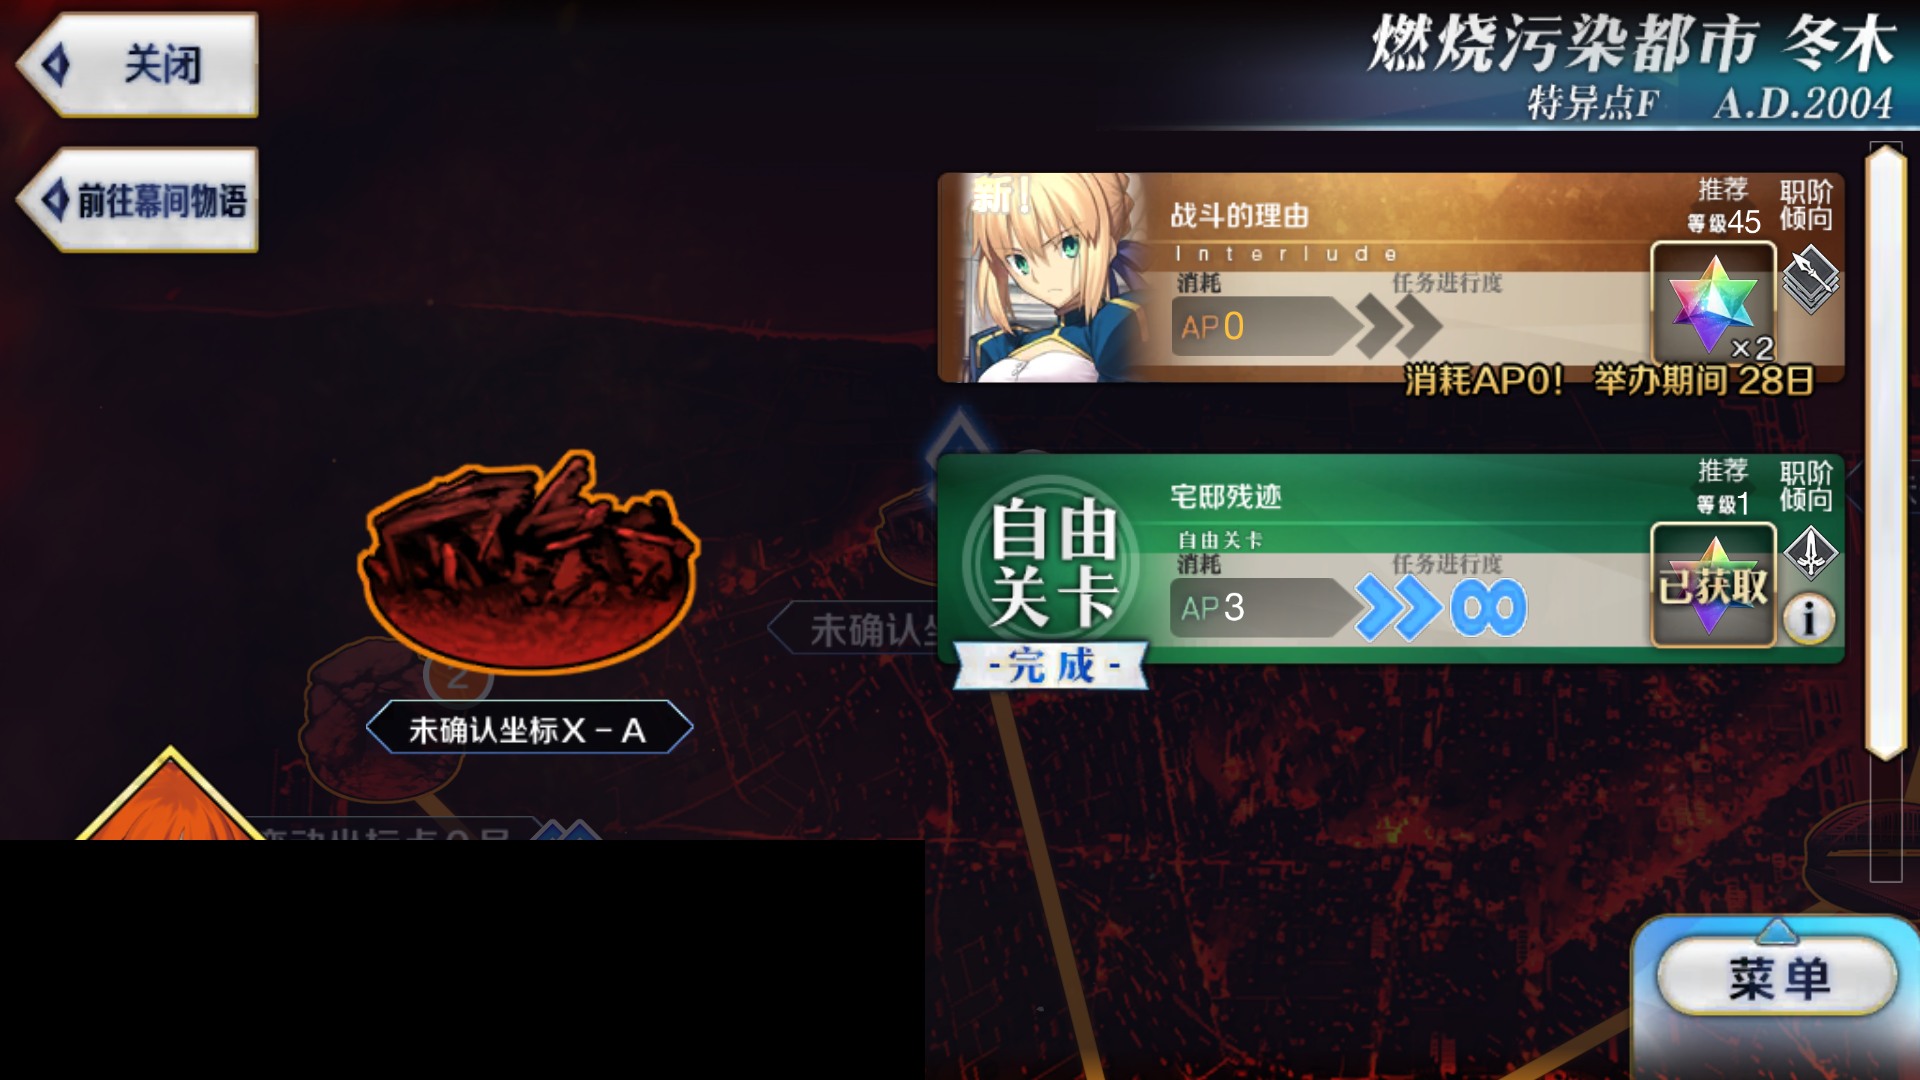 关闭
前往幕间物语
燃烧污染都市 冬木
特异点F A.D.2004
新!
战斗的理由
Interlude
推荐
等级45
职阶
倾向
消耗
任务进行度
AP0
×2
消耗AP0! 举办期间 28日
自由
关卡
-完成-
宅邸残迹
自由关卡
推荐
等级1
职阶
倾向
消耗
任务进行度
AP3
∞
已获取
i
未确认坐
2
未确认坐标X－A
菜单